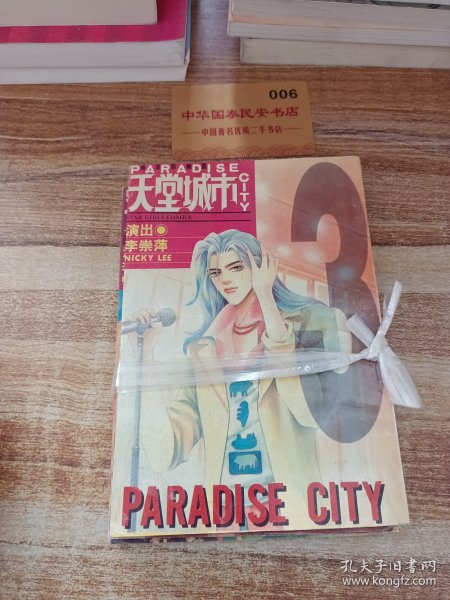 006
中华国泰民安书店
中国著名优质二手书店
PARADISE
天堂城市
CITY
STAR GIRLS COMICS
演出
李崇萍
NICKY LEE
3
PARADISE CITY
孔夫子旧书网
www.kongfz.com